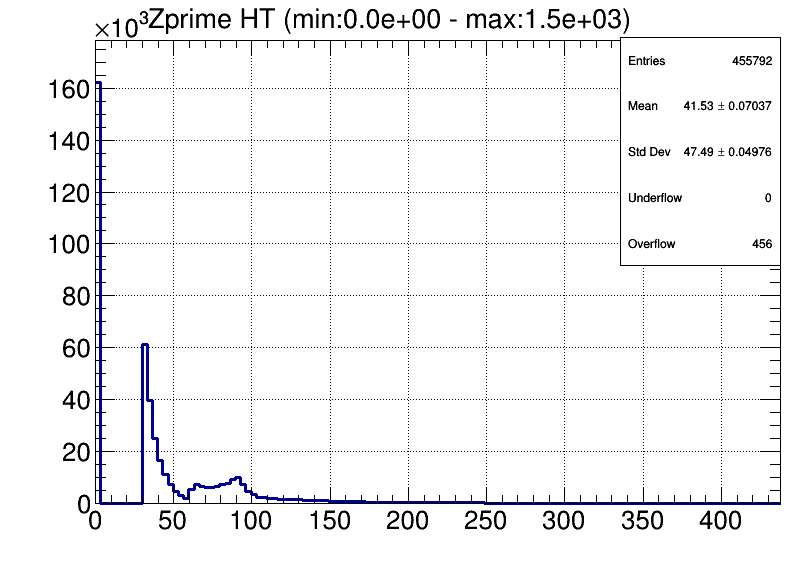 ×10³ Zprime HT (min:0.0e+00 - max:1.5e+03)
Entries 455792
Mean 41.53 ± 0.07037
Std Dev 47.49 ± 0.04976
Underflow 0
Overflow 456
160
140
120
100
80
60
40
20
0
0 50 100 150 200 250 300 350 400